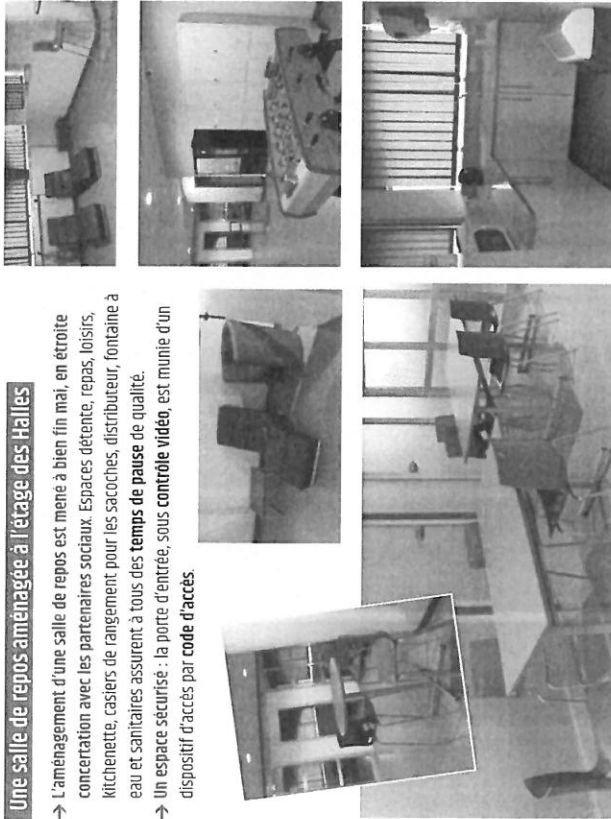 Une salle de repos aménagée à l'étage des Halles
→ L'aménagement d'une salle de repos est mené à bien fin mai, en étroite
concertation avec les partenaires sociaux. Espaces détente, repas, loisirs,
kitchenette, casiers de rangement pour les sacoches, distributeur, fontaine à
eau et sanitaires assurent à tous des temps de pause de qualité.
→ Un espace sécurisé : la porte d'entrée, sous contrôle vidéo, est munie d'un
dispositif d'accès par code d'accès.